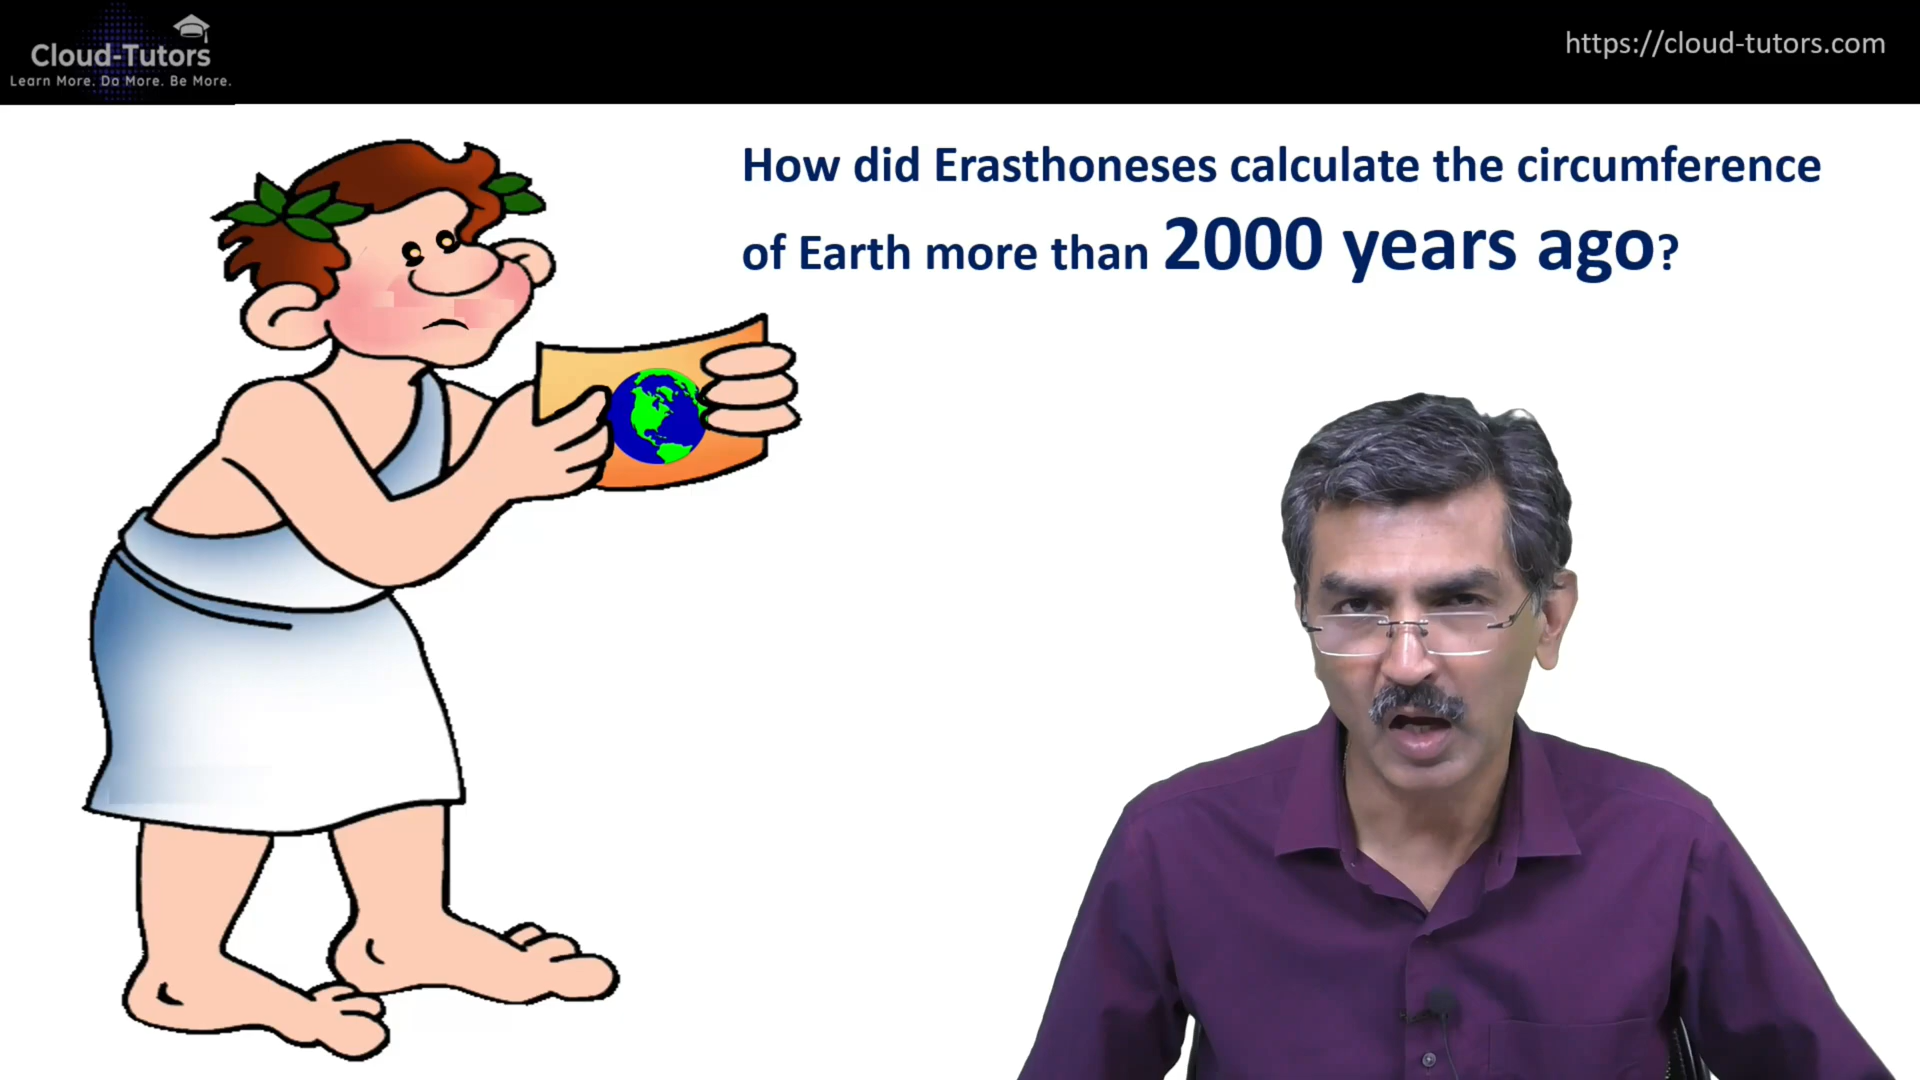 Cloud-Tutors
Learn More. Do More. Be More.
https://cloud-tutors.com
How did Erasthoneses calculate the circumference
of Earth more than 2000 years ago?